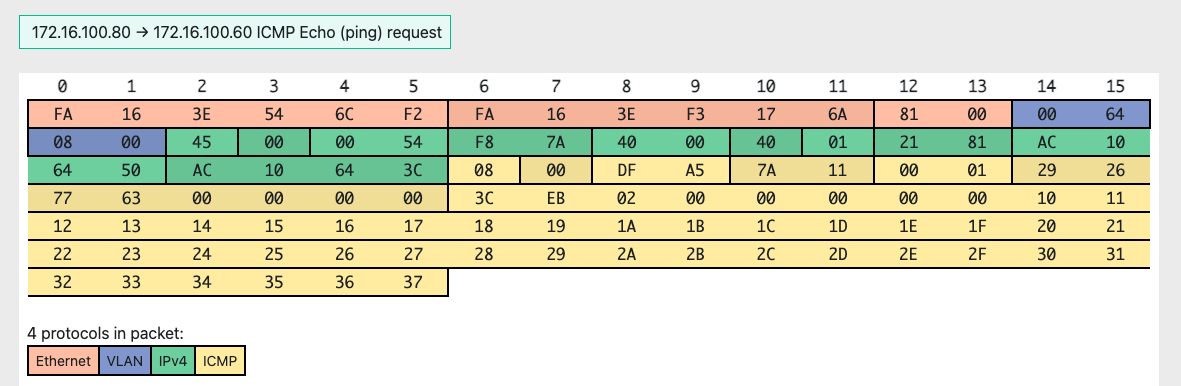 172.16.100.80 → 172.16.100.60 ICMP Echo (ping) request
0 1 2 3 4 5 6 7 8 9 10 11 12 13 14 15
FA 16 3E 54 6C F2 FA 16 3E F3 17 6A 81 00 00 64
08 00 45 00 00 54 F8 7A 40 00 40 01 21 81 AC 10
64 50 AC 10 64 3C 08 00 DF A5 7A 11 00 01 29 26
77 63 00 00 00 00 3C EB 02 00 00 00 00 00 10 11
12 13 14 15 16 17 18 19 1A 1B 1C 1D 1E 1F 20 21
22 23 24 25 26 27 28 29 2A 2B 2C 2D 2E 2F 30 31
32 33 34 35 36 37
4 protocols in packet:
Ethernet VLAN IPv4 ICMP